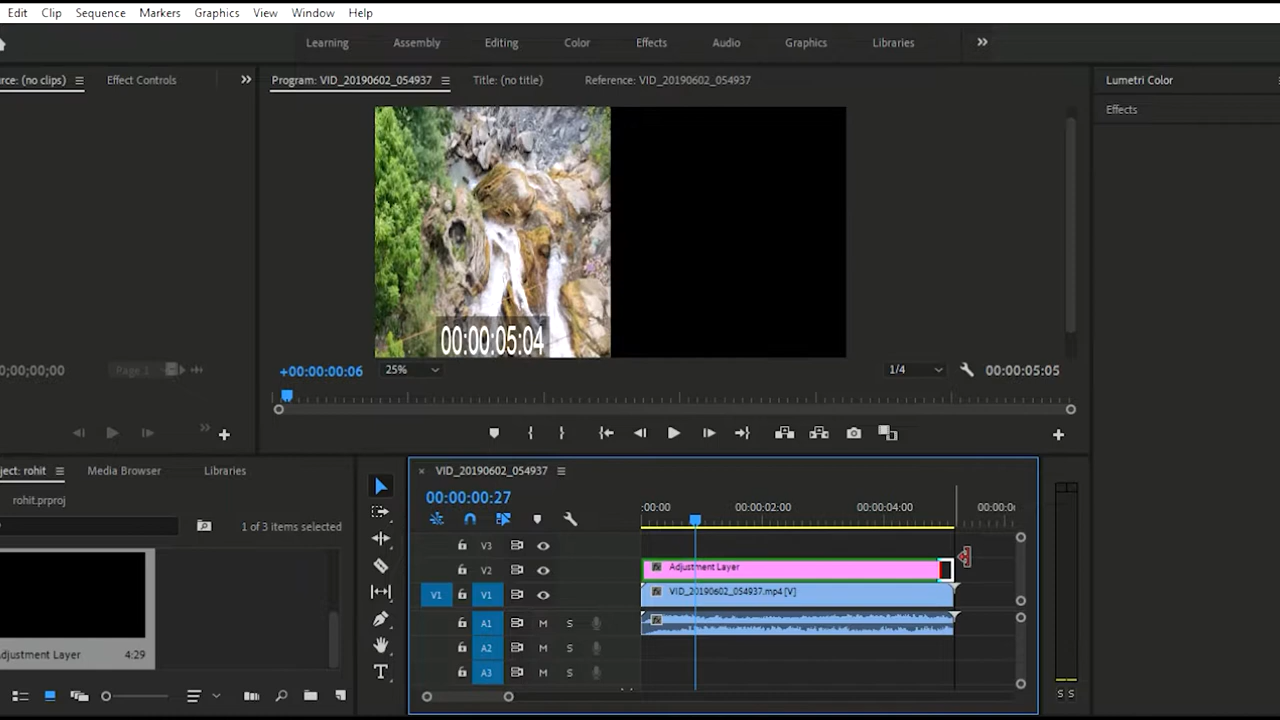 Edit Clip Sequence Markers Graphics View Window Help
Learning Assembly Editing Color Effects Audio Graphics Libraries
rce: (no clips) Effect Controls Program: VID_20190602_054937 Title: (no title) Reference: VID_20190602_054937 Lumetri Color
Effects
00:00:05:04
;00;00;00 Page 1 +00:00:00:06 25% 1/4 00:00:05:05
ject: rohit Media Browser Libraries VID_20190602_054937
rohit.prproj 00:00:00:27
1 of 3 items selected :00:00 00:00:02:00 00:00:04:00 00:00:0
V3
V2 Adjustment Layer
V1 V1 VID_20190602_054937.mp4 [V]
A1 M S
djustment Layer 4:29 A2 M S
A3 M S
T
S S